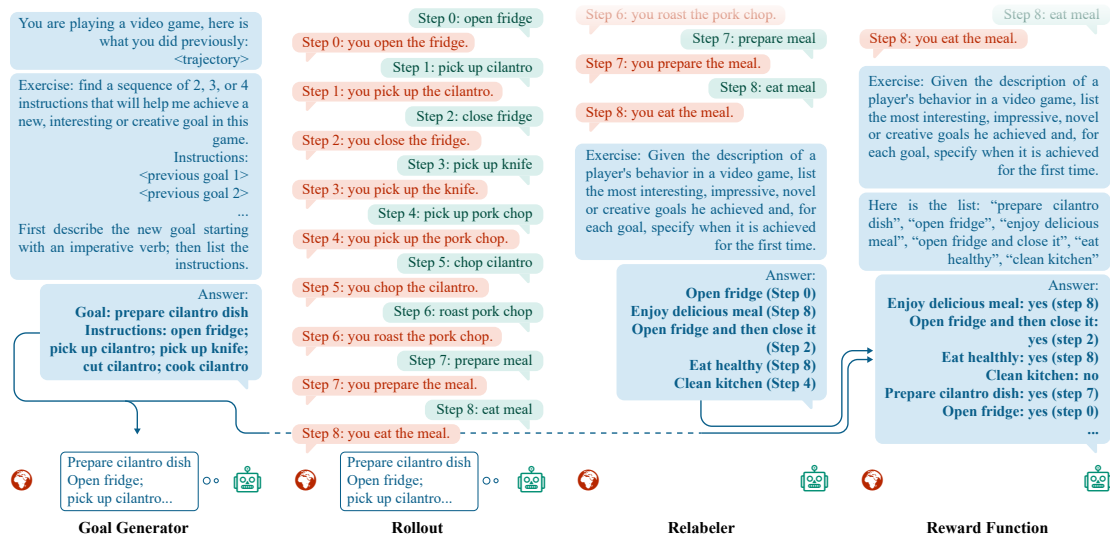 You are playing a video game, here is
what you did previously:
<trajectory>
Exercise: find a sequence of 2, 3, or 4
instructions that will help me achieve a
new, interesting or creative goal in this
game.
Instructions:
<previous goal 1>
<previous goal 2>
...
First describe the new goal starting
with an imperative verb; then list the
instructions.
Answer:
Goal: prepare cilantro dish
Instructions: open fridge;
pick up cilantro; pick up knife;
cut cilantro; cook cilantro
Prepare cilantro dish
Open fridge;
pick up cilantro...
Goal Generator
Step 0: open fridge
Step 0: you open the fridge.
Step 1: pick up cilantro
Step 1: you pick up the cilantro.
Step 2: close fridge
Step 2: you close the fridge.
Step 3: pick up knife
Step 3: you pick up the knife.
Step 4: pick up pork chop
Step 4: you pick up the pork chop.
Step 5: chop cilantro
Step 5: you chop the cilantro.
Step 6: roast pork chop
Step 6: you roast the pork chop.
Step 7: prepare meal
Step 7: you prepare the meal.
Step 8: eat meal
Step 8: you eat the meal.
Prepare cilantro dish
Open fridge;
pick up cilantro...
Rollout
Step 6: you roast the pork chop.
Step 7: prepare meal
Step 7: you prepare the meal.
Step 8: eat meal
Step 8: you eat the meal.
Exercise: Given the description of a
player's behavior in a video game, list
the most interesting, impressive, novel
or creative goals he achieved and, for
each goal, specify when it is achieved
for the first time.
Answer:
Open fridge (Step 0)
Enjoy delicious meal (Step 8)
Open fridge and then close it
(Step 2)
Eat healthy (Step 8)
Clean kitchen (Step 4)
Relabeler
Step 8: eat meal
Step 8: you eat the meal.
Exercise: Given the description of a
player's behavior in a video game, list
the most interesting, impressive, novel
or creative goals he achieved and, for
each goal, specify when it is achieved
for the first time.
Here is the list: “prepare cilantro
dish”, “open fridge”, “enjoy delicious
meal”, “open fridge and close it”, “eat
healthy”, “clean kitchen”
Answer:
Enjoy delicious meal: yes (step 8)
Open fridge and then close it:
yes (step 2)
Eat healthly: yes (step 8)
Clean kitchen: no
Prepare cilantro dish: yes (step 7)
Open fridge: yes (step 0)
...
Reward Function